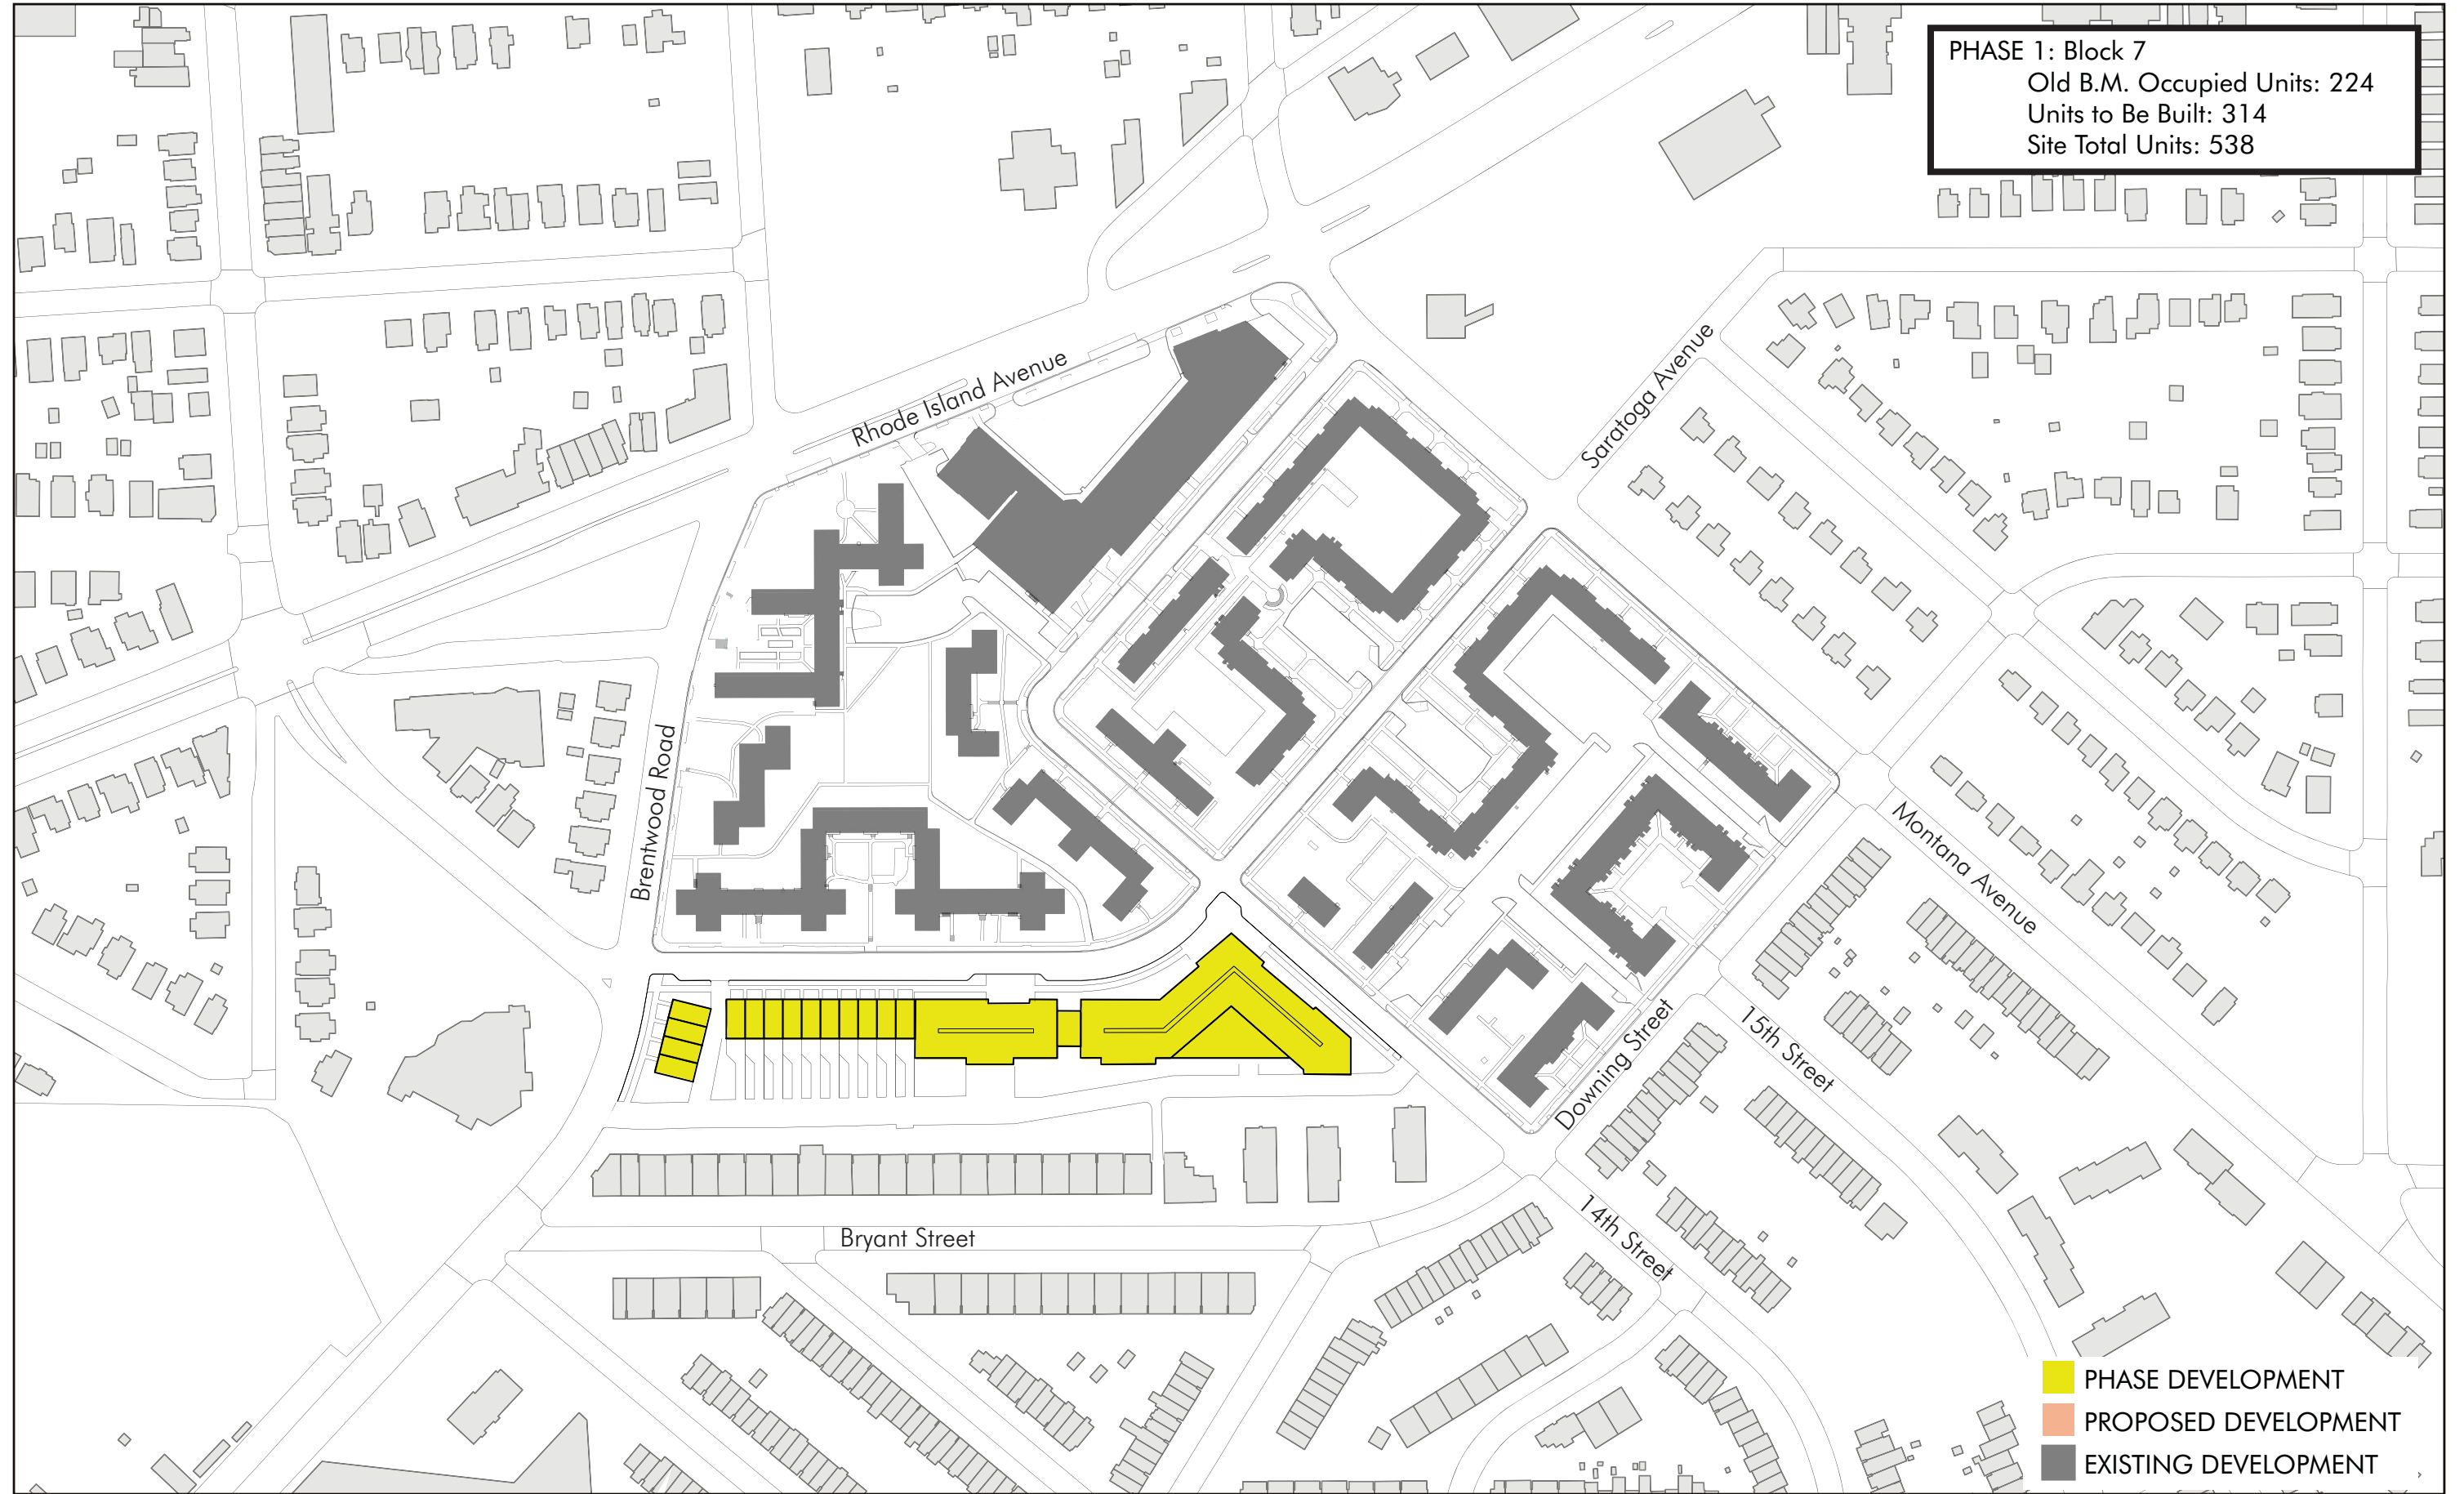 PHASE 1: Block 7
Old B.M. Occupied Units: 224
Units to Be Built: 314
Site Total Units: 538
Rhode Island Avenue
Saratoga Avenue
Brentwood Road
Montana Avenue
15th Street
Downing Street
14th Street
Bryant Street
PHASE DEVELOPMENT
PROPOSED DEVELOPMENT
EXISTING DEVELOPMENT